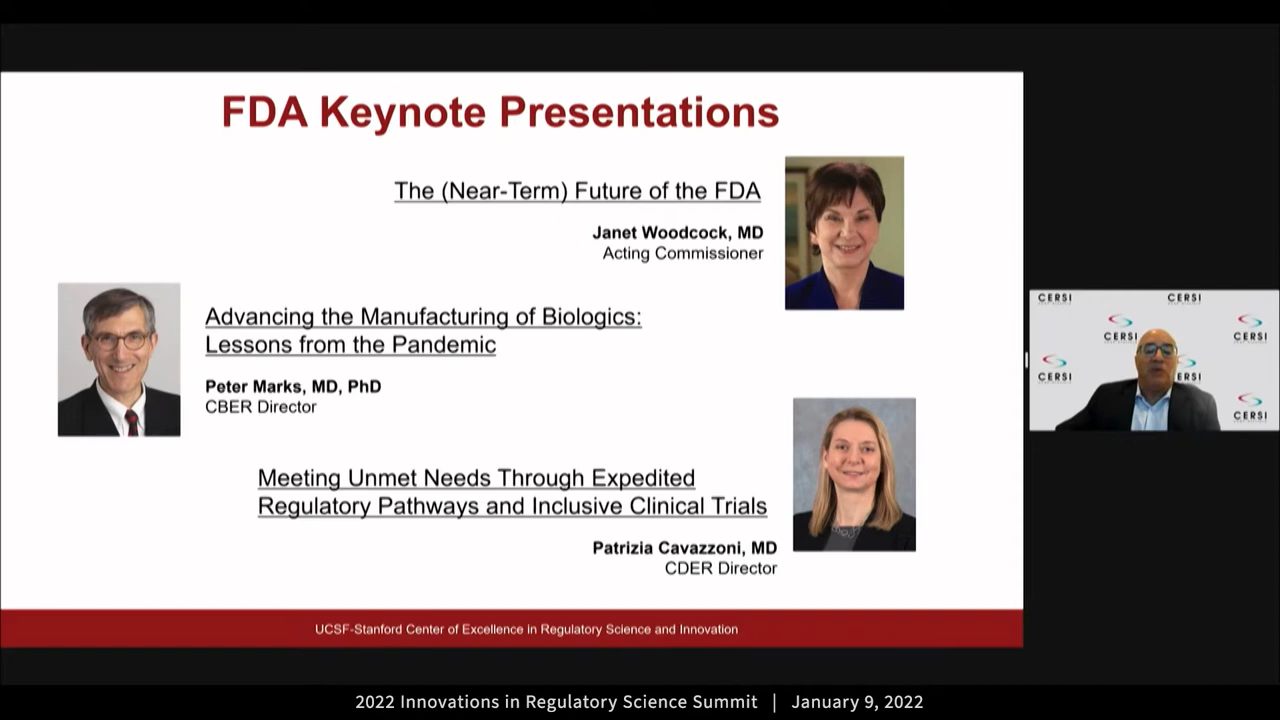 FDA Keynote Presentations
The (Near-Term) Future of the FDA
Janet Woodcock, MD
Acting Commissioner
Advancing the Manufacturing of Biologics:
Lessons from the Pandemic
Peter Marks, MD, PhD
CBER Director
Meeting Unmet Needs Through Expedited
Regulatory Pathways and Inclusive Clinical Trials
Patrizia Cavazzoni, MD
CDER Director
UCSF-Stanford Center of Excellence in Regulatory Science and Innovation
CERSI
CERSI
CERSI
CERSI
CERSI
CERSI
CERSI
2022 Innovations in Regulatory Science Summit | January 9, 2022